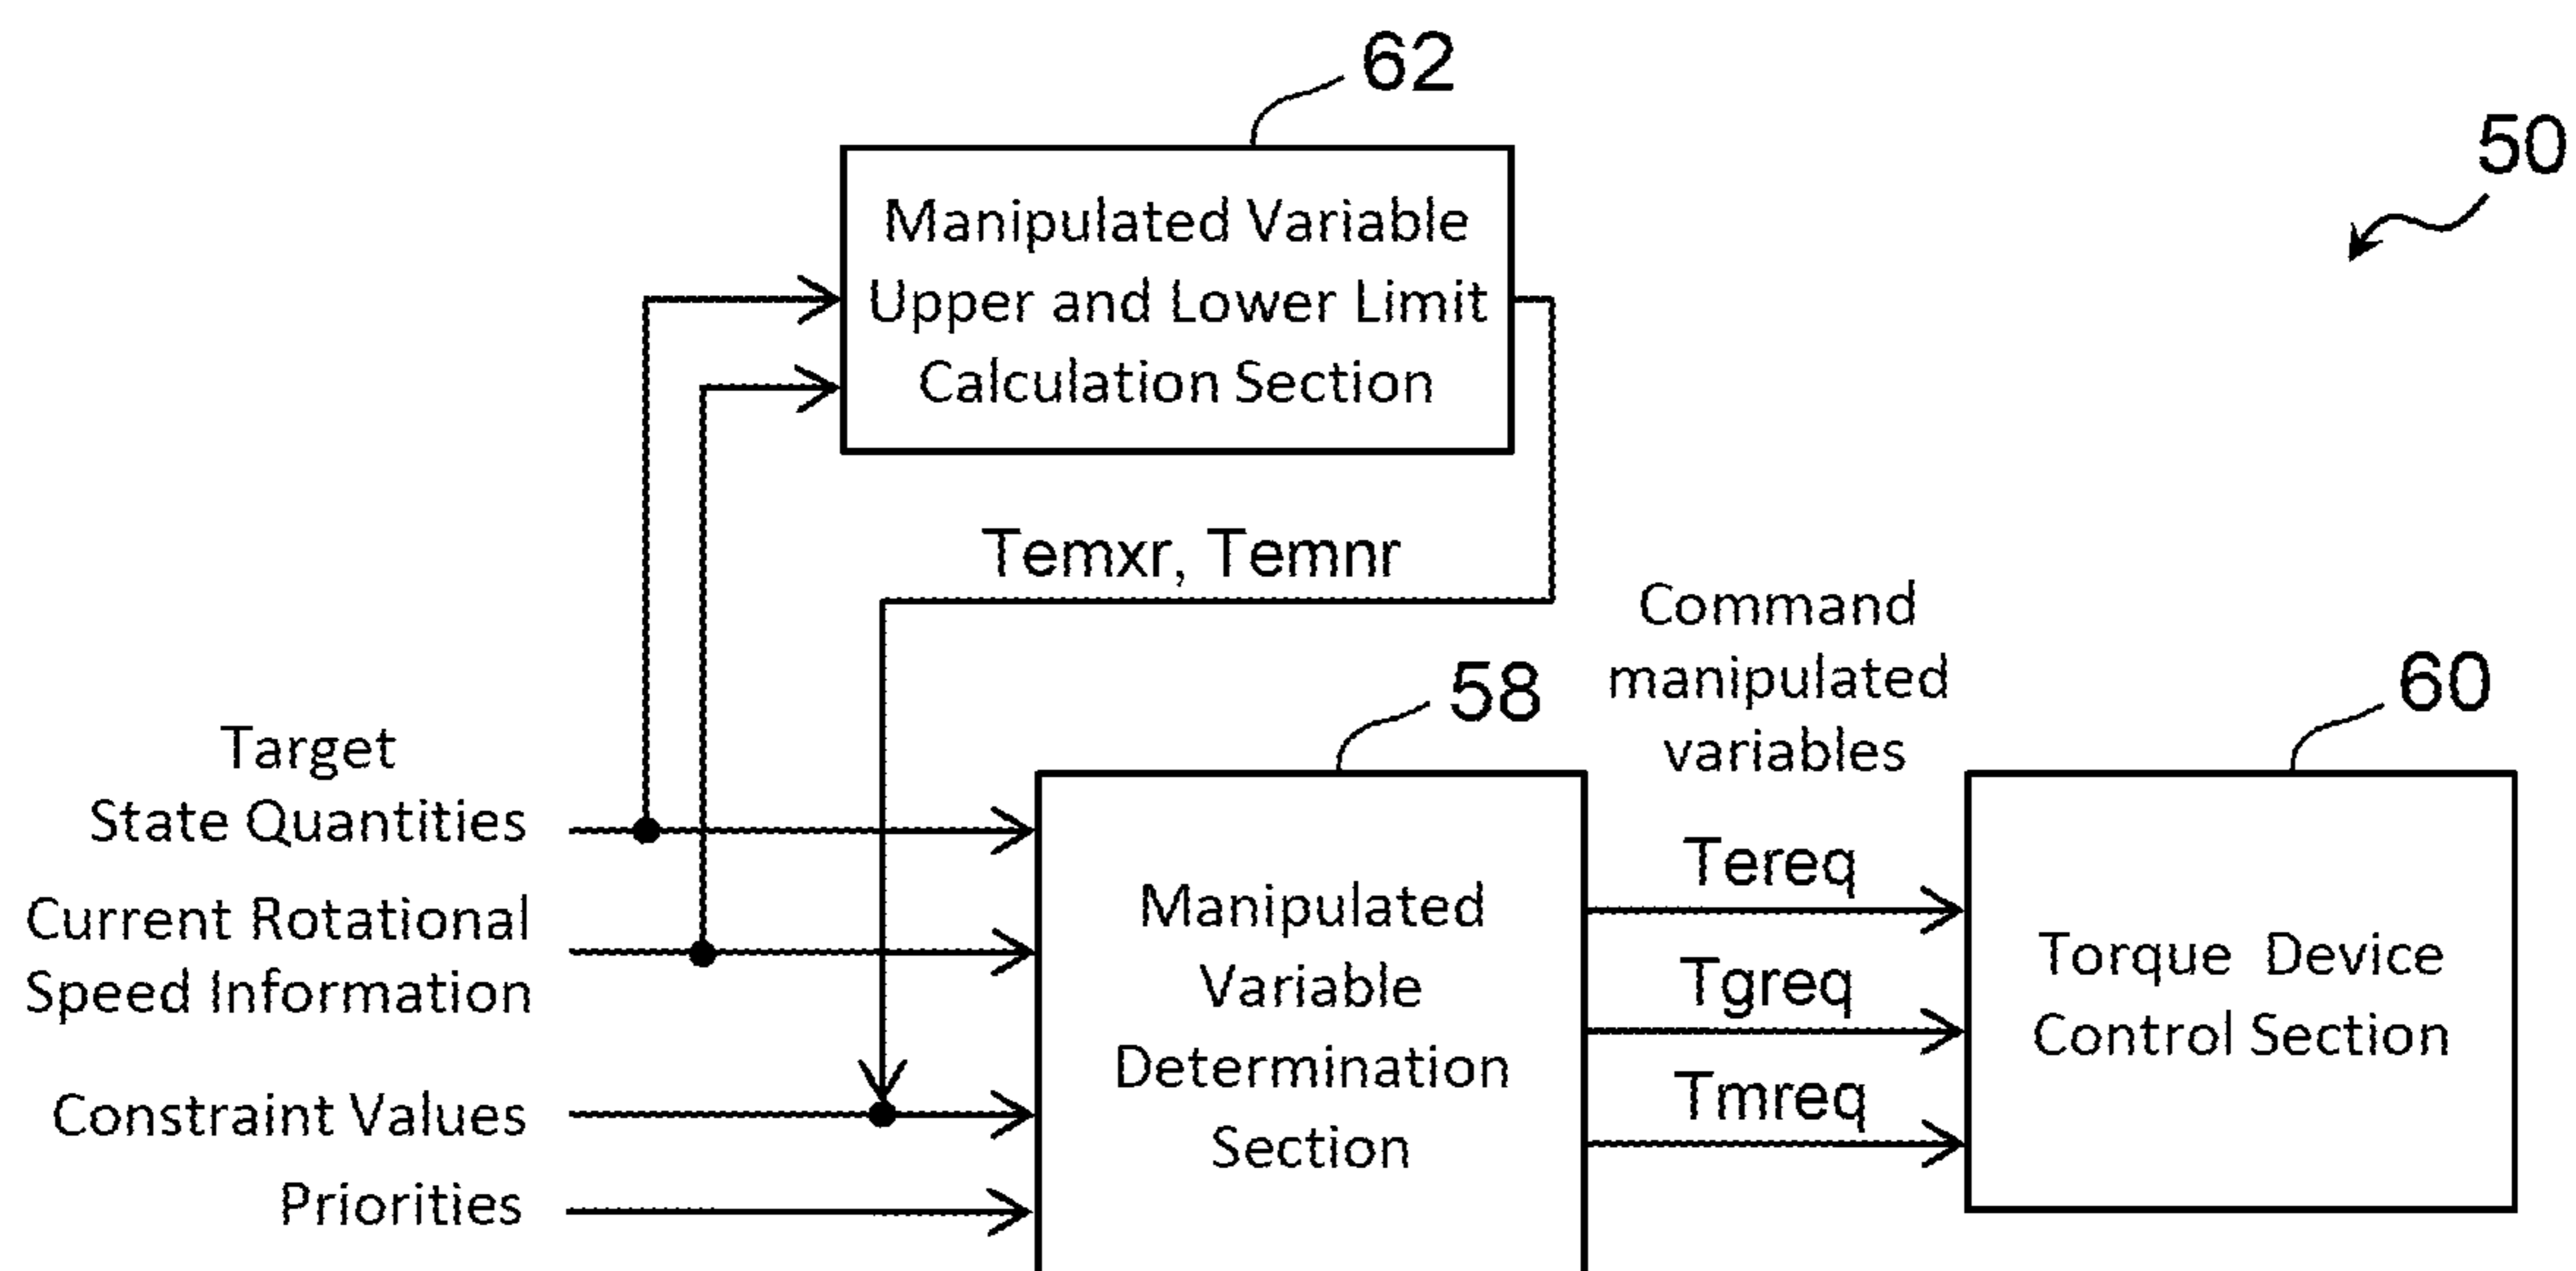 62
50
Manipulated Variable
Upper and Lower Limit
Calculation Section
Temxr, Temnr
Command
manipulated
variables
58
60
Target
State Quantities
Current Rotational
Speed Information
Constraint Values
Priorities
Manipulated
Variable
Determination
Section
Tereq
Tgreq
Tmreq
Torque Device
Control Section